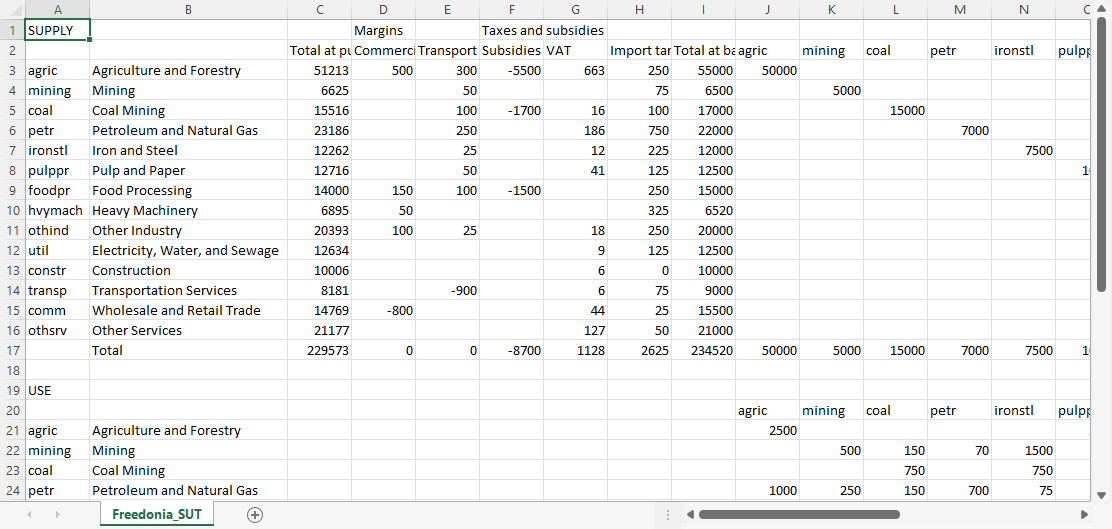 A B C D E F G H I J K L M N
1 SUPPLY Margins Taxes and subsidies
2 Total at pu Commerci Transport Subsidies VAT Import tar Total at ba agric mining coal petr ironstl pulpp
3 agric Agriculture and Forestry 51213 500 300 -5500 663 250 55000 50000
4 mining Mining 6625 50 75 6500 5000
5 coal Coal Mining 15516 100 -1700 16 100 17000 15000
6 petr Petroleum and Natural Gas 23186 250 186 750 22000 7000
7 ironstl Iron and Steel 12262 25 12 225 12000 7500
8 pulppr Pulp and Paper 12716 50 41 125 12500 1
9 foodpr Food Processing 14000 150 100 -1500 250 15000
10 hvymach Heavy Machinery 6895 50 325 6520
11 othind Other Industry 20393 100 25 18 250 20000
12 util Electricity, Water, and Sewage 12634 9 125 12500
13 constr Construction 10006 6 0 10000
14 transp Transportation Services 8181 -900 6 75 9000
15 comm Wholesale and Retail Trade 14769 -800 44 25 15500
16 othsrv Other Services 21177 127 50 21000
17 Total 229573 0 0 -8700 1128 2625 234520 50000 5000 15000 7000 7500 1
18
19 USE
20 agric mining coal petr ironstl pulpp
21 agric Agriculture and Forestry 2500
22 mining Mining 500 150 70 1500
23 coal Coal Mining 750 750
24 petr Petroleum and Natural Gas 1000 250 150 700 75
Freedonia_SUT